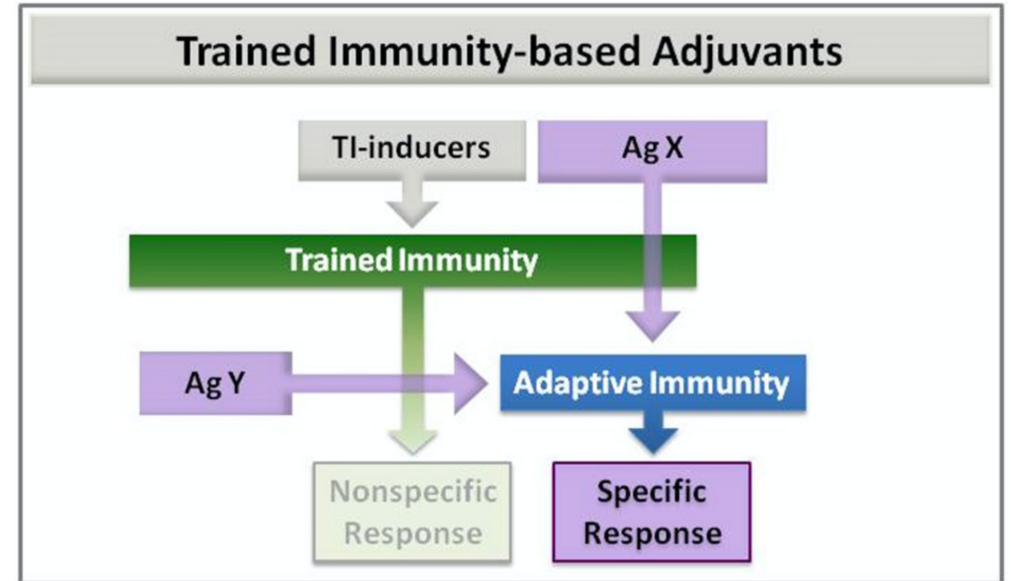 Trained Immunity-based Adjuvants
TI-inducers
Ag X
Trained Immunity
Ag Y
Adaptive Immunity
Nonspecific
Response
Specific
Response